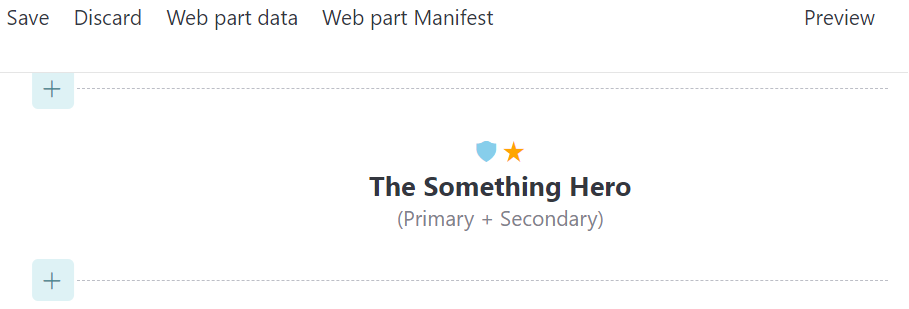 Save Discard Web part data Web part Manifest Preview
The Something Hero
(Primary + Secondary)